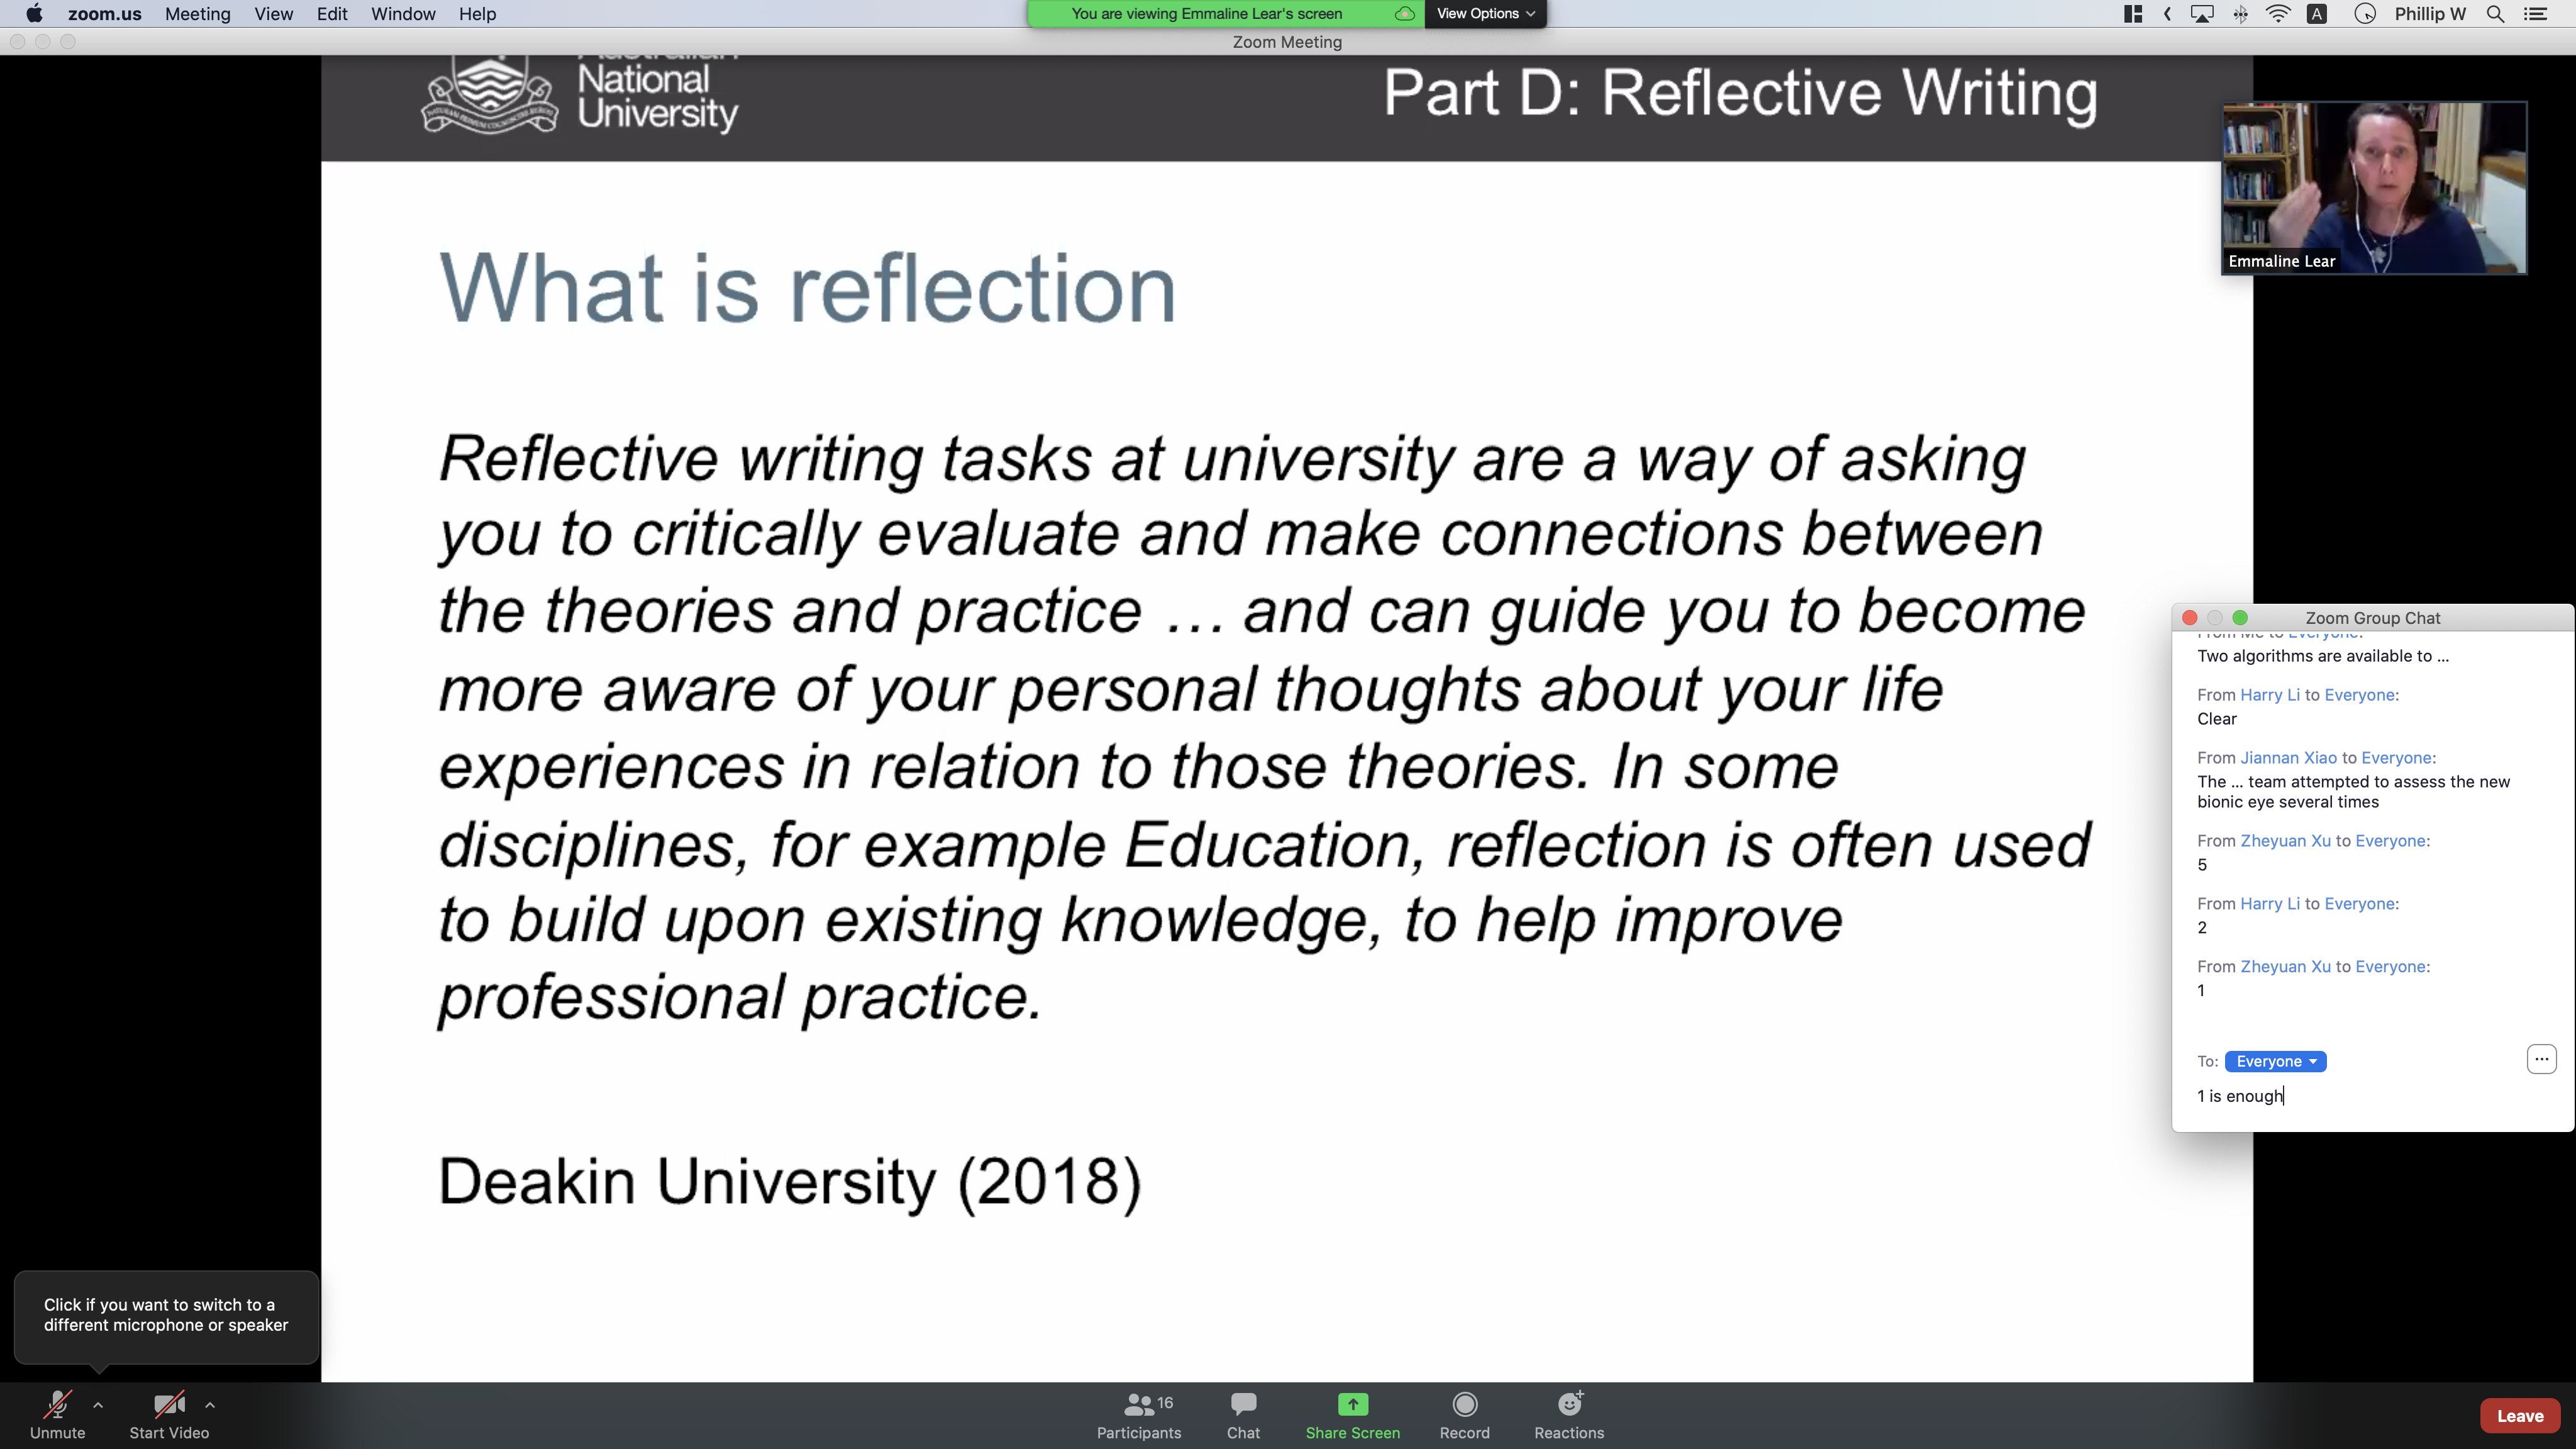 zoom.us Meeting View Edit Window Help
You are viewing Emmaline Lear's screen View Options
A Phillip W
Zoom Meeting
Australian
National
University
Part D: Reflective Writing
Emmaline Lear
What is reflection
Reflective writing tasks at university are a way of asking
you to critically evaluate and make connections between
the theories and practice … and can guide you to become
more aware of your personal thoughts about your life
experiences in relation to those theories. In some
disciplines, for example Education, reflection is often used
to build upon existing knowledge, to help improve
professional practice.
Deakin University (2018)
Zoom Group Chat
From Me to Everyone:
Two algorithms are available to ...
From Harry Li to Everyone:
Clear
From Jiannan Xiao to Everyone:
The ... team attempted to assess the new
bionic eye several times
From Zheyuan Xu to Everyone:
5
From Harry Li to Everyone:
2
From Zheyuan Xu to Everyone:
1
To: Everyone
1 is enough
Click if you want to switch to a
different microphone or speaker
Unmute Start Video
16
Participants Chat Share Screen Record Reactions
Leave